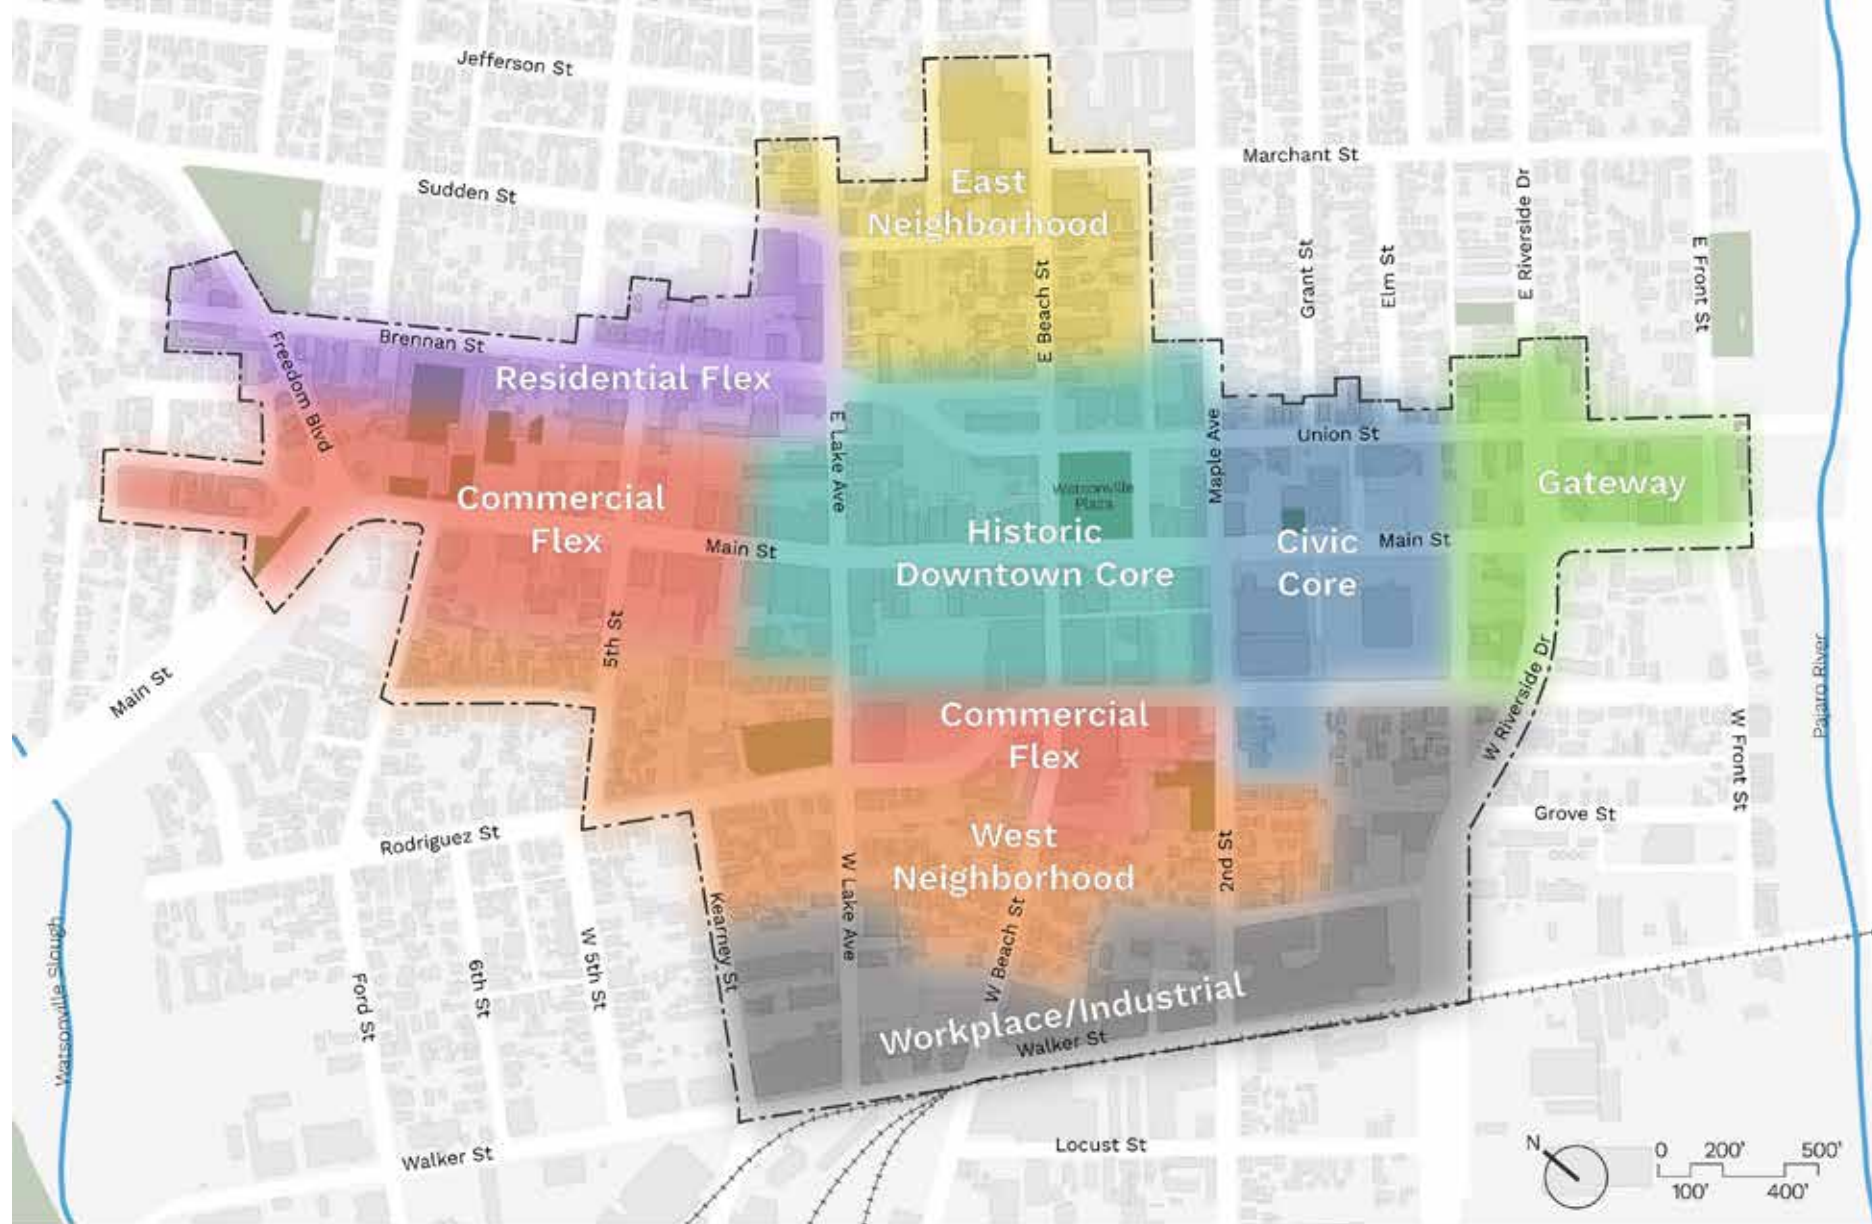 Jefferson St
Marchant St
East
Neighborhood
Sudden St
E Riverside Dr
Grant St
Elm St
E Front St
E Beach St
Brennan St
Freedom Blvd
Residential Flex
E Lake Ave
Maple Ave
Union St
Gateway
Commercial
Flex
Watsonville
Plaza
Historic
Downtown Core
Civic
Core
Main St
Main St
5th St
Main St
W Riverside Dr
Pajaro River
Commercial
Flex
W Front St
Grove St
Rodriguez St
West
Neighborhood
2nd St
W Lake Ave
Kearney St
W Beach St
Watsonville Slough
Ford St
6th St
W 5th St
Workplace/Industrial
Walker St
Walker St
Locust St
N
0 200' 500'
100' 400'